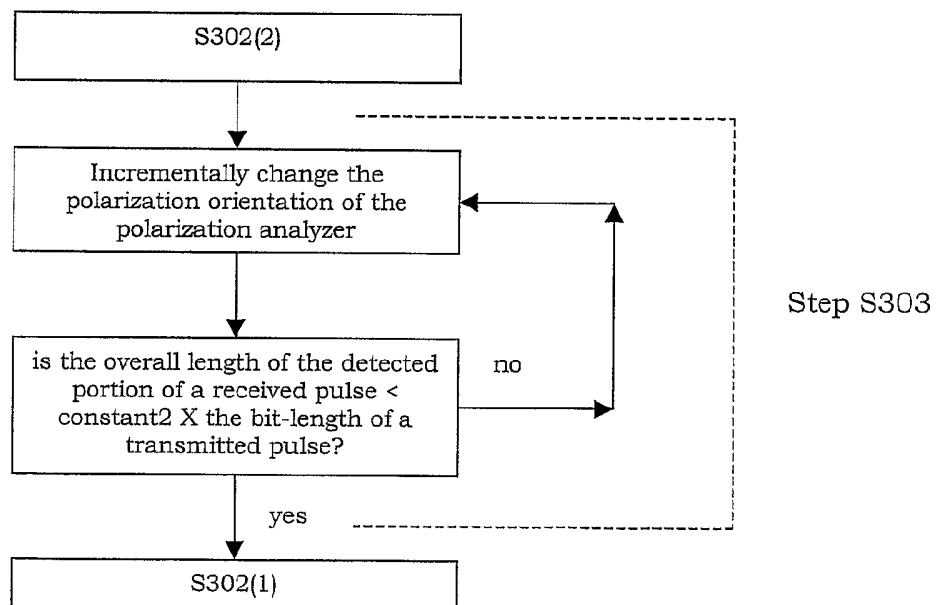 S302(2)
Incrementally change the
polarization orientation of the
polarization analyzer
Step S303
is the overall length of the detected
portion of a received pulse <
constant2 X the bit-length of a
transmitted pulse?
no
yes
S302(1)